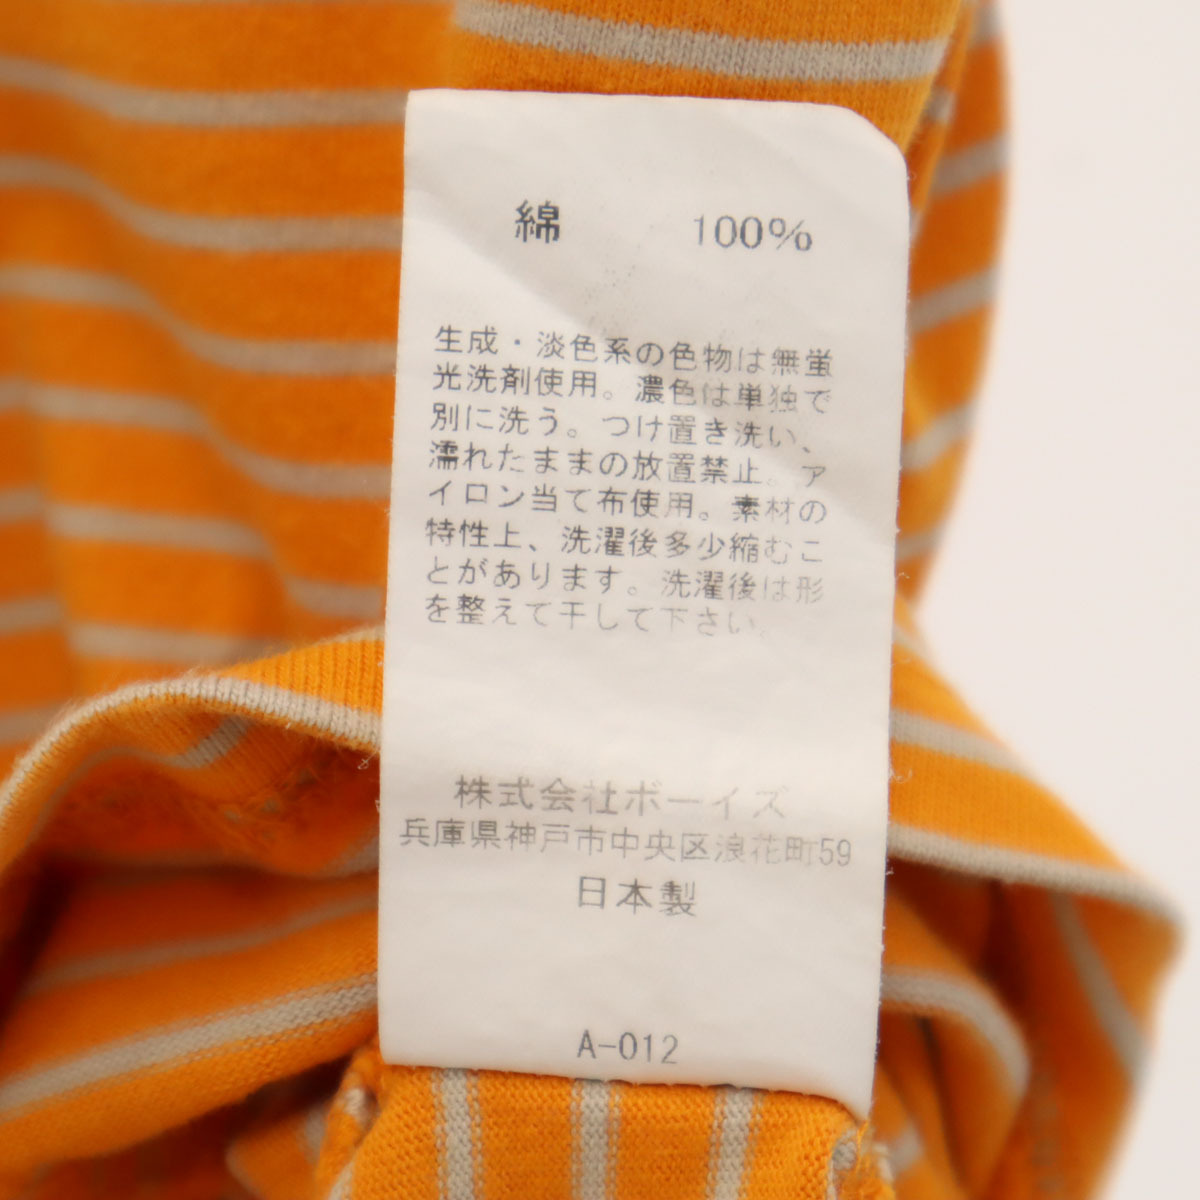 綿 100%
生成・淡色系の色物は無蛍
光洗剤使用。濃色は単独で
別に洗う。つけ置き洗い、
濡れたままの放置禁止。ア
イロン当て布使用。素材の
特性上、洗濯後多少縮むこ
とがあります。洗濯後は形
を整えて干して下さい。
株式会社ボーイズ
兵庫県神戸市中央区浪花町59
日本製
A-012